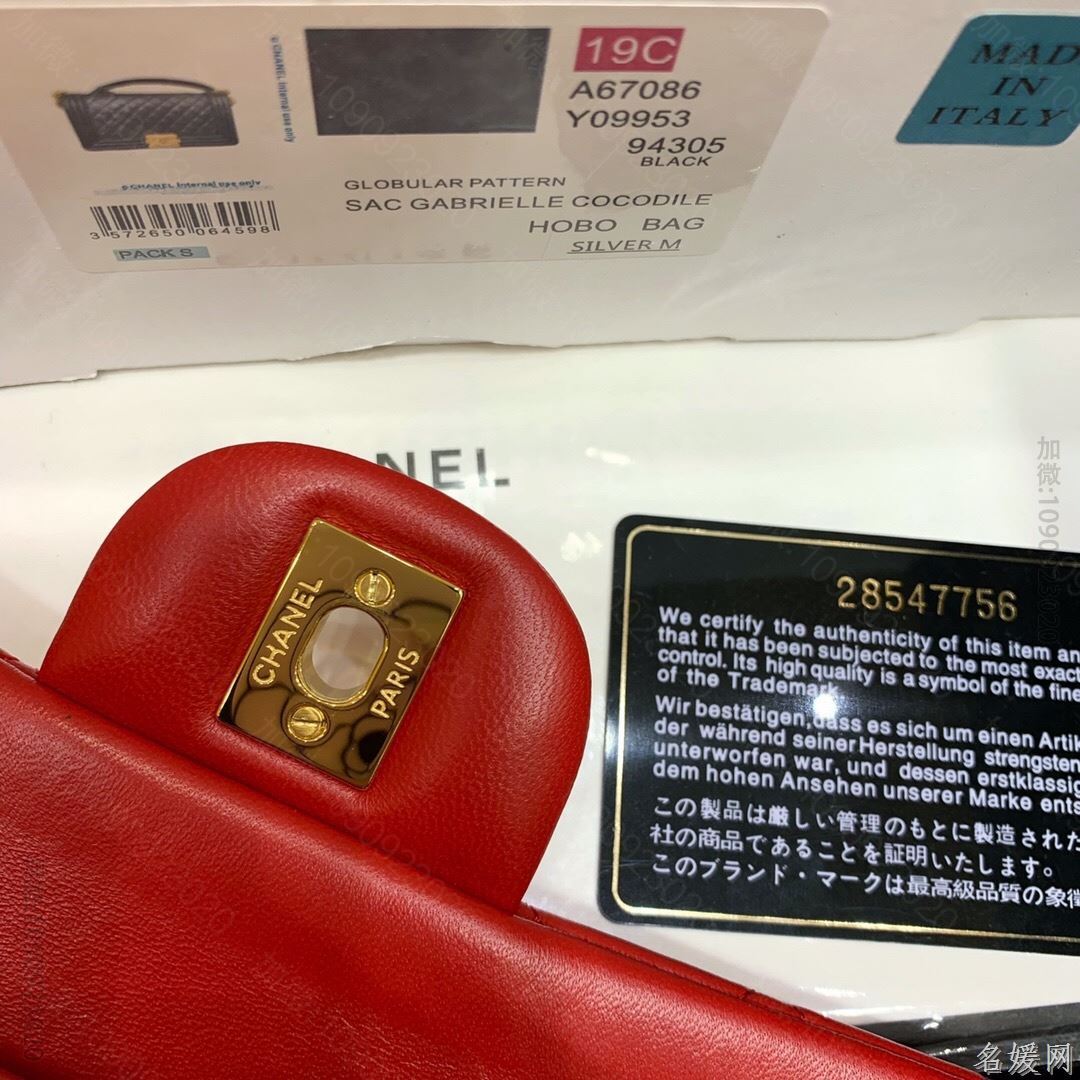 19C
A67086
Y09953
94305
BLACK
© CHANEL Internal use only
© CHANEL Internal use only
GLOBULAR PATTERN
SAC GABRIELLE COCODILE
HOBO BAG
SILVER M
3 572650 064598
PACK S
MAD
IN
ITALY
NEL
CHANEL
PARIS
28547756
We certify the authenticity of this item an
that it has been subjected to the most exact
control. Its high quality is a symbol of the fine
of the Trademark
Wir bestätigen, dass es sich um einen Artik
der während seiner Herstellung strengsten
unterworfen war, und dessen erstklassig
dem hohen Ansehen unserer Marke ents
この製品は厳しい管理のもとに製造された
社の商品であることを証明いたします。
このブランド・マークは最高級品質の象徴
名媛网